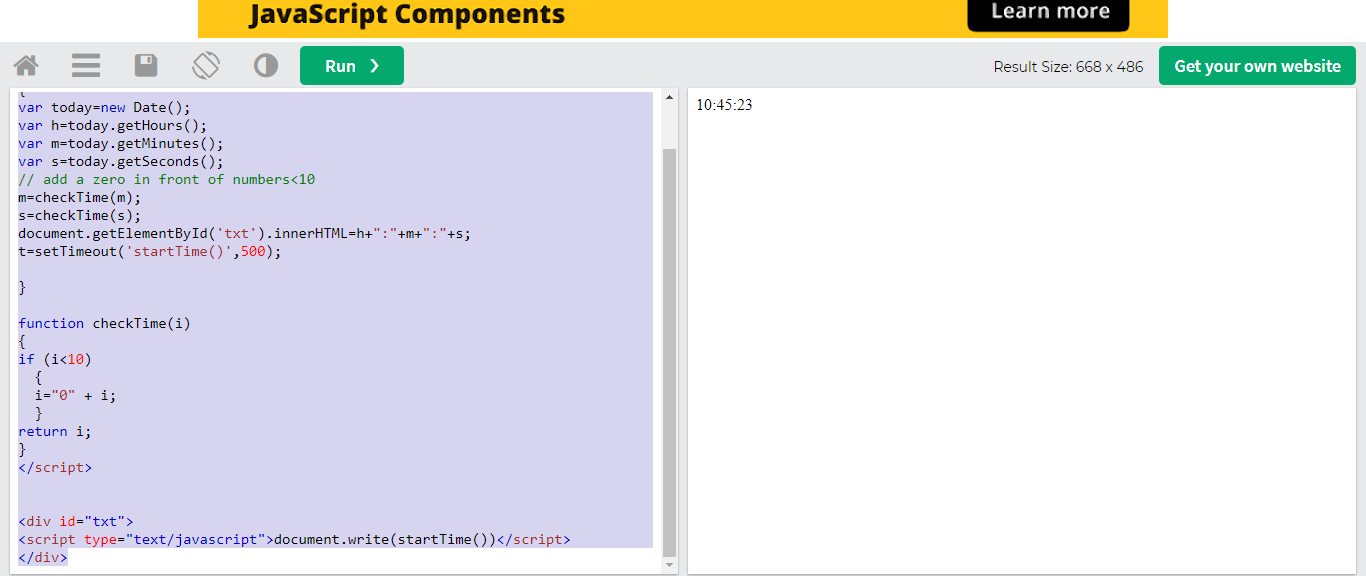 JavaScript Components
Learn more
Run ❯
Result Size: 668 x 486
Get your own website
{
var today=new Date();
var h=today.getHours();
var m=today.getMinutes();
var s=today.getSeconds();
// add a zero in front of numbers<10
m=checkTime(m);
s=checkTime(s);
document.getElementById('txt').innerHTML=h+":"+m+":"+s;
t=setTimeout('startTime()',500);
}
function checkTime(i)
{
if (i<10)
  {
  i="0" + i;
  }
return i;
}
</script>
<div id="txt">
<script type="text/javascript">document.write(startTime())</script>
</div>
10:45:23